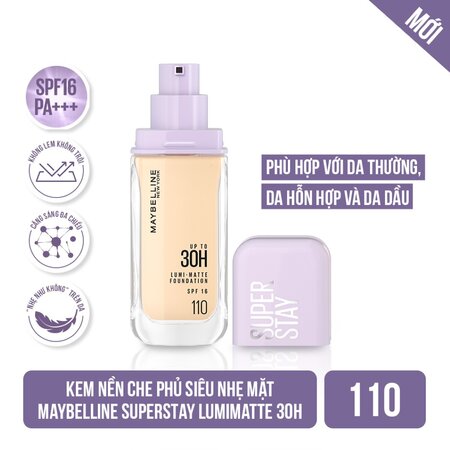 MỚI
SPF16
PA+++
KHÔNG LEM KHÔNG TRÔI
CĂNG SÁNG ĐA CHIỀU
"NHẸ NHƯ KHÔNG" TRÊN DA
MAYBELLINE
NEW YORK
UP TO
30H
LUMI-MATTE
FOUNDATION
SPF 16
110
PHÙ HỢP VỚI DA THƯỜNG,
DA HỖN HỢP VÀ DA DẦU
SUPER
STAY
KEM NỀN CHE PHỦ SIÊU NHẸ MẶT
MAYBELLINE SUPERSTAY LUMIMATTE 30H
110